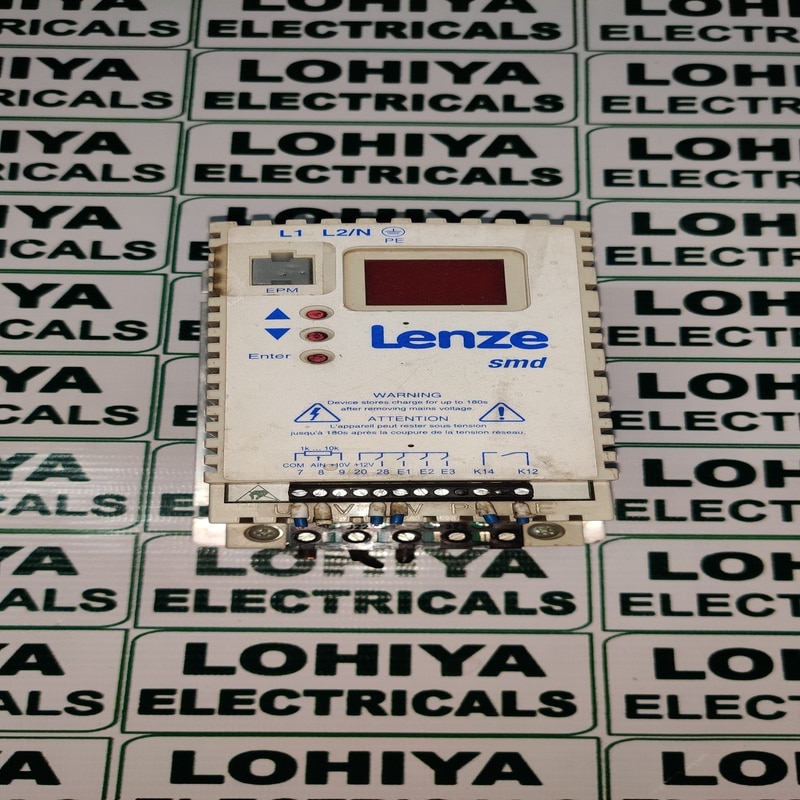 LOHIYA
ELECTRICALS
L1 L2/N PE
EPM
Enter
Lenze
smd
WARNING
Device stores charge for up to 180s
after removing mains voltage.
ATTENTION
L'appareil peut rester sous tension
jusqu'à 180s après la coupure de la tension réseau.
1k ... 10k
COM AIN +10V +12V
7 8 9 20 28 E1 E2 E3 K14 K12
U V W PE
LOHIYA
ELECTRICALS
LOHIYA
ELECTRICALS
LOHIYA